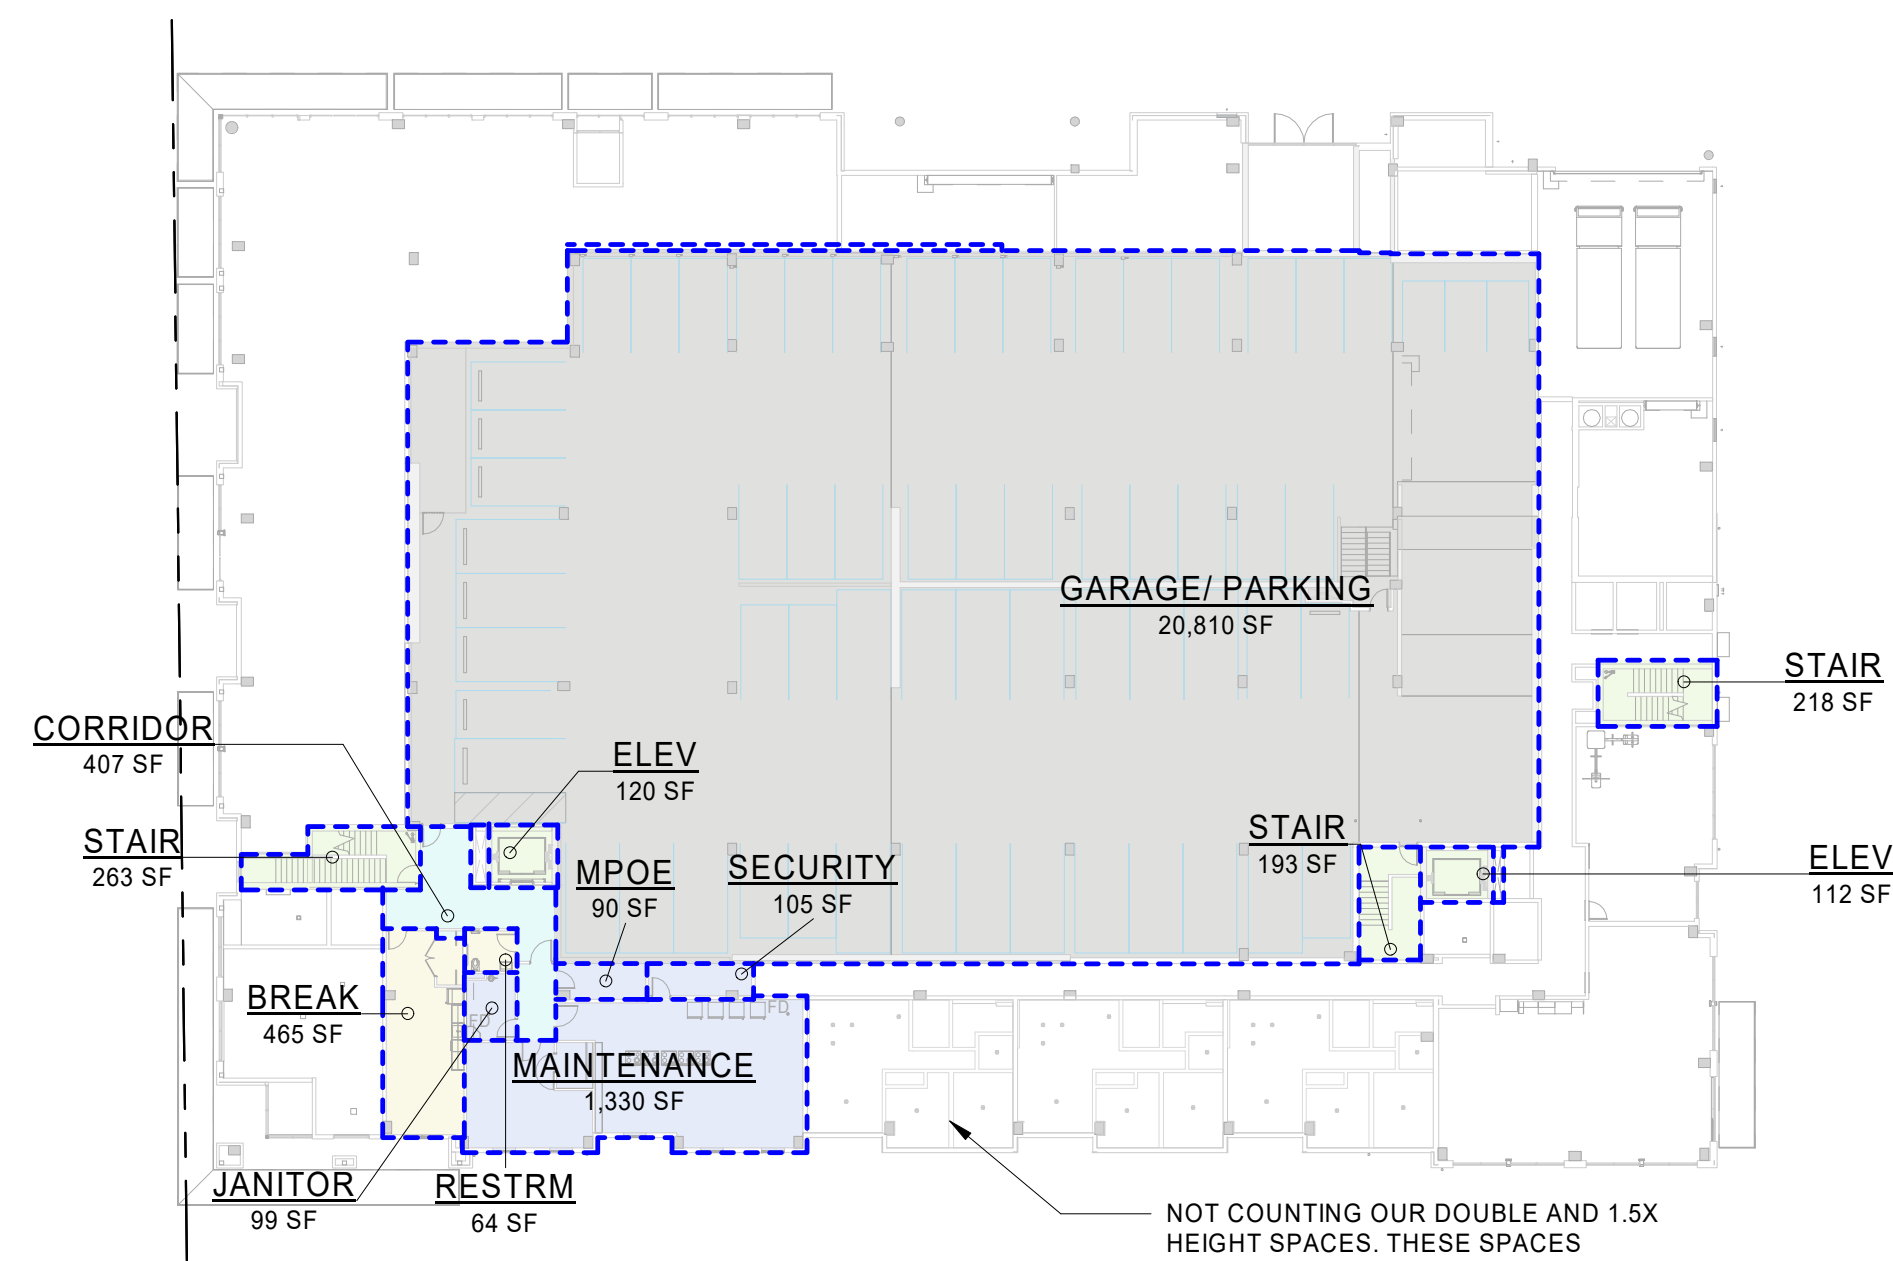 GARAGE/ PARKING
20,810 SF
STAIR
218 SF
CORRIDOR
407 SF
ELEV
120 SF
STAIR
263 SF
MPOE
90 SF
SECURITY
105 SF
STAIR
193 SF
ELEV
112 SF
BREAK
465 SF
FD
FD
MAINTENANCE
1,330 SF
JANITOR
99 SF
RESTRM
64 SF
NOT COUNTING OUR DOUBLE AND 1.5X
HEIGHT SPACES. THESE SPACES